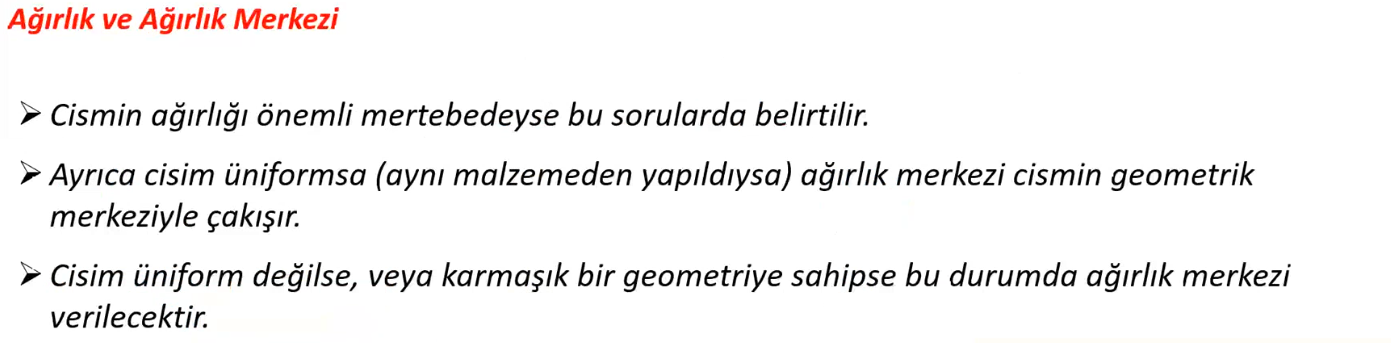 Ağırlık ve Ağırlık Merkezi
➢ Cismin ağırlığı önemli mertebedeyse bu sorularda belirtilir.
➢ Ayrıca cisim üniformsa (aynı malzemeden yapıldıysa) ağırlık merkezi cismin geometrik
merkeziyle çakışır.
➢ Cisim üniform değilse, veya karmaşık bir geometriye sahipse bu durumda ağırlık merkezi
verilecektir.